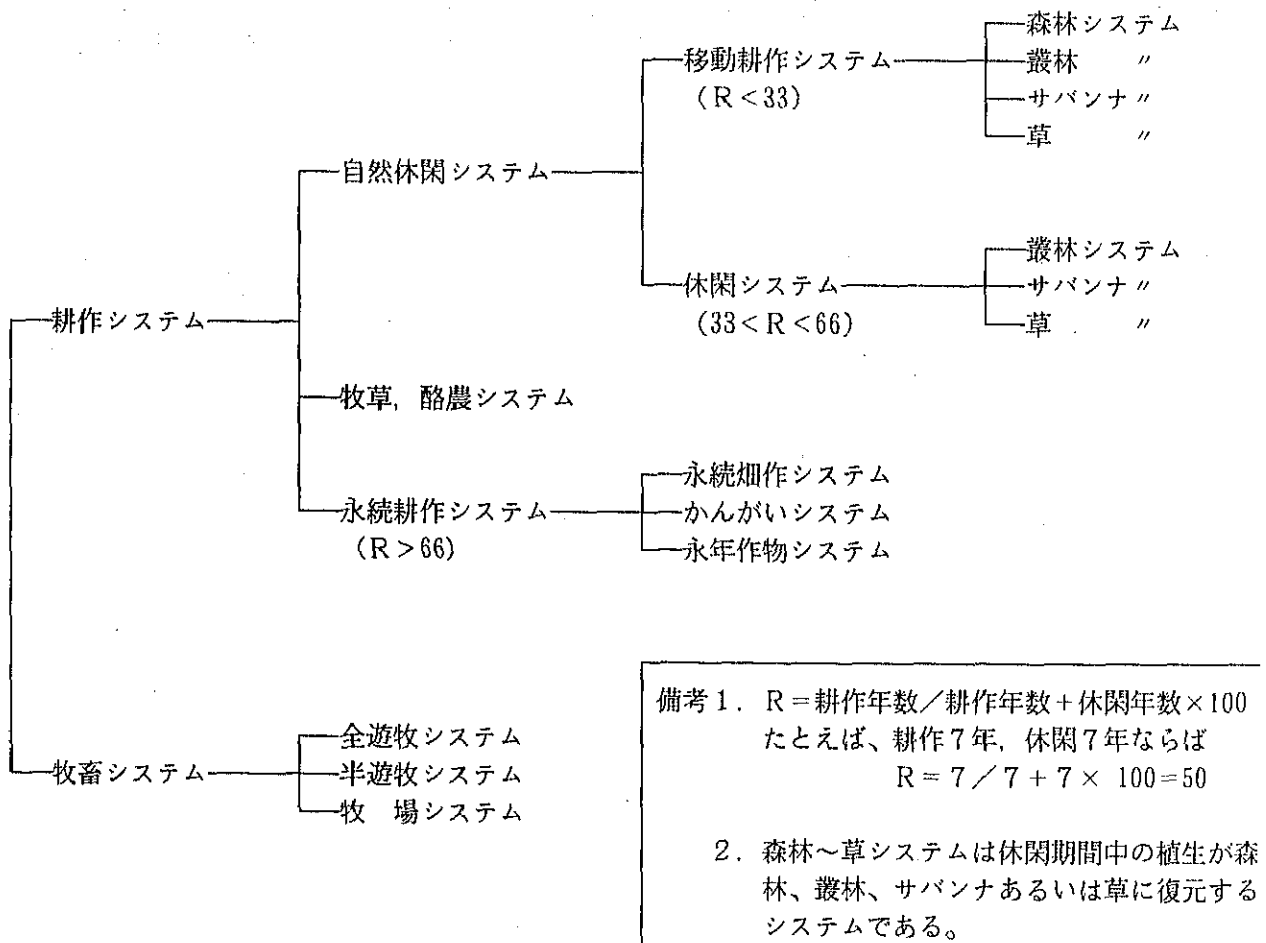 耕作システム
自然休閑システム
移動耕作システム
(R<33)
森林システム
叢林 〃
サバンナ〃
草 〃
休閑システム
(33<R<66)
叢林システム
サバンナ〃
草 〃
牧草，酪農システム
永続耕作システム
(R>66)
永続畑作システム
かんがいシステム
永年作物システム
牧畜システム
全遊牧システム
半遊牧システム
牧 場システム
備考1．R＝耕作年数／耕作年数＋休閑年数×100
たとえば、耕作7年，休閑7年ならば
R＝7／7＋7×100＝50
2．森林～草システムは休閑期間中の植生が森
林、叢林、サバンナあるいは草に復元する
システムである。